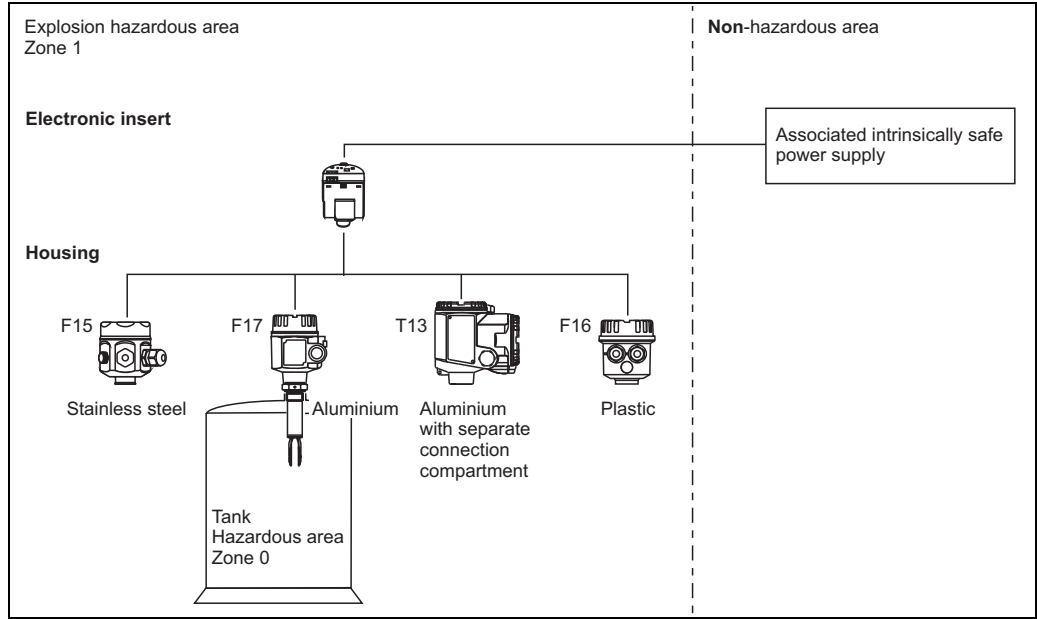 Explosion hazardous area
Zone 1
Non-hazardous area
Electronic insert
Associated intrinsically safe
power supply
Housing
F15
F17
T13
F16
Stainless steel
Aluminium
Aluminium
with separate
connection
compartment
Plastic
Tank
Hazardous area
Zone 0